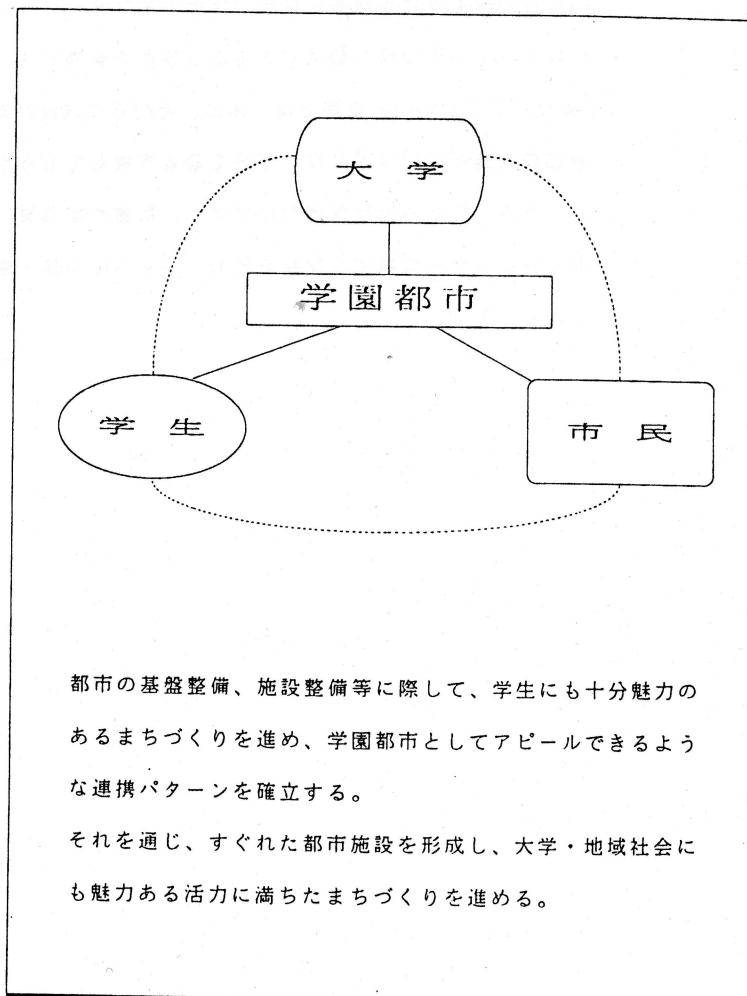 大　学
学園都市
学　生
市　民
都市の基盤整備、施設整備等に際して、学生にも十分魅力の
あるまちづくりを進め、学園都市としてアピールできるよう
な連携パターンを確立する。
それを通じ、すぐれた都市施設を形成し、大学・地域社会に
も魅力ある活力に満ちたまちづくりを進める。